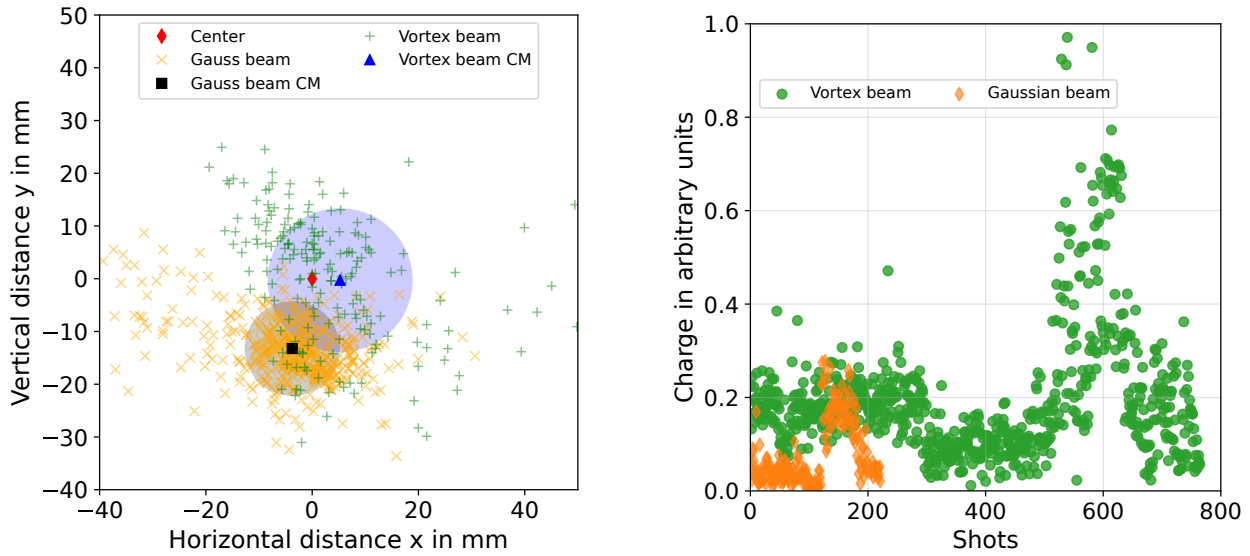 50
40
30
20
10
0
−10
−20
−30
−40
Vertical distance y in mm
Center
Gauss beam
Gauss beam CM
Vortex beam
Vortex beam CM
−40
−20
0
20
40
Horizontal distance x in mm
1.0
0.8
0.6
0.4
0.2
0.0
Charge in arbitrary units
Vortex beam
Gaussian beam
0
200
400
600
800
Shots